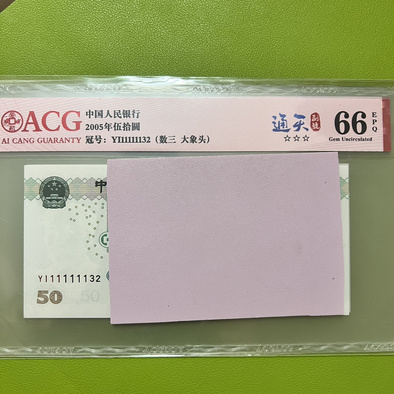 ACG
AI CANG GUARANTY
中国人民银行
2005年伍拾圆
冠号：YI11111132（数三 大象头）
通天
☆☆☆
66 EPQ
Gem Uncirculated
中
YI11111132
50